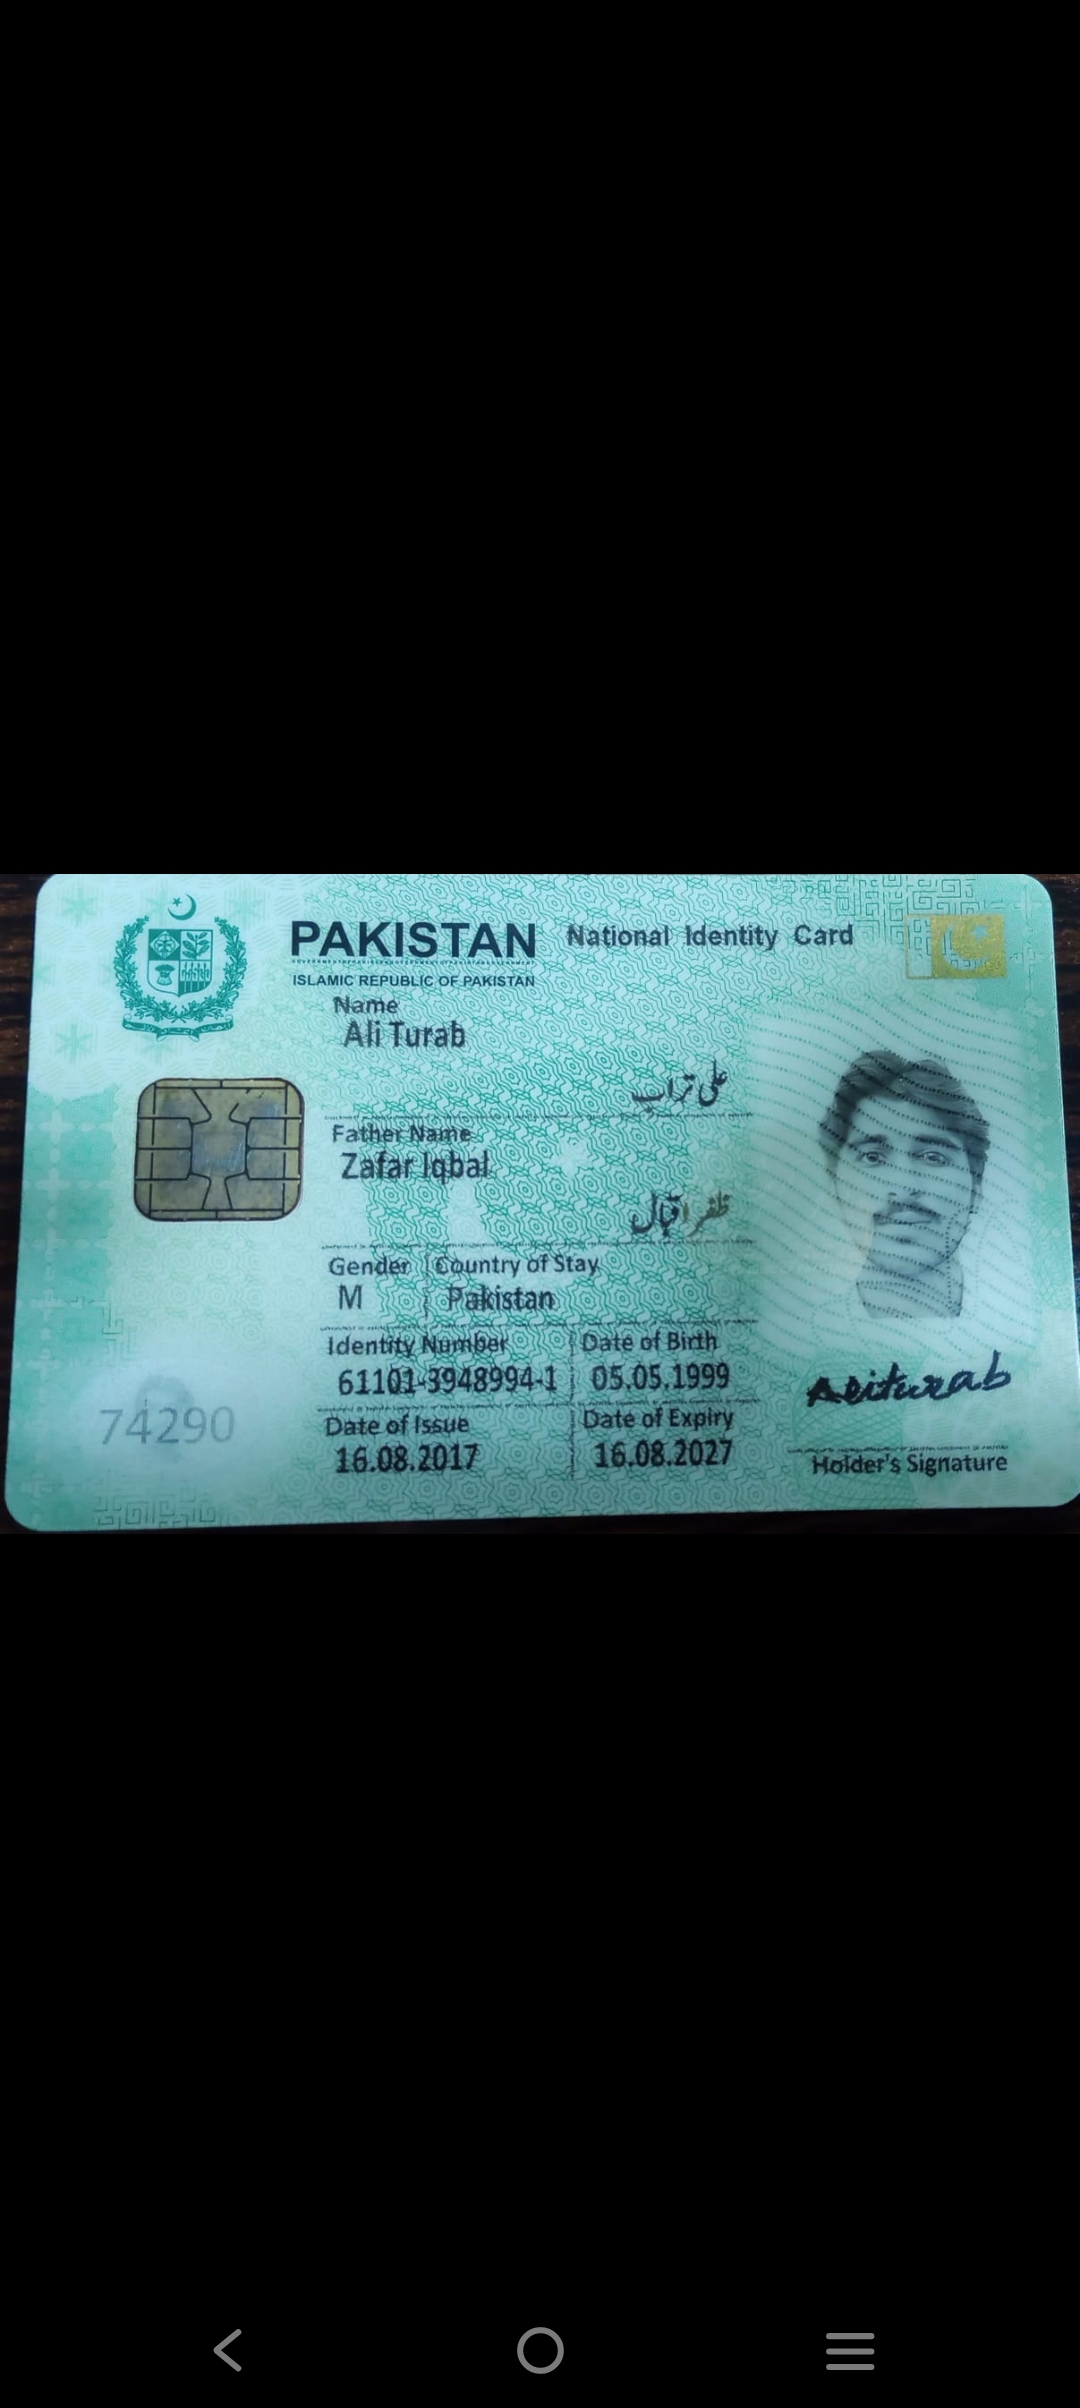 PAKISTAN National Identity Card
ISLAMIC REPUBLIC OF PAKISTAN
Name
Ali Turab
علی تراب
Father Name
Zafar Iqbal
ظفر اقبال
Gender Country of Stay
M Pakistan
Identity Number Date of Birth
61101-3948994-1 05.05.1999
Date of Issue Date of Expiry
16.08.2017 16.08.2027
74290
Aliturab
Holder's Signature